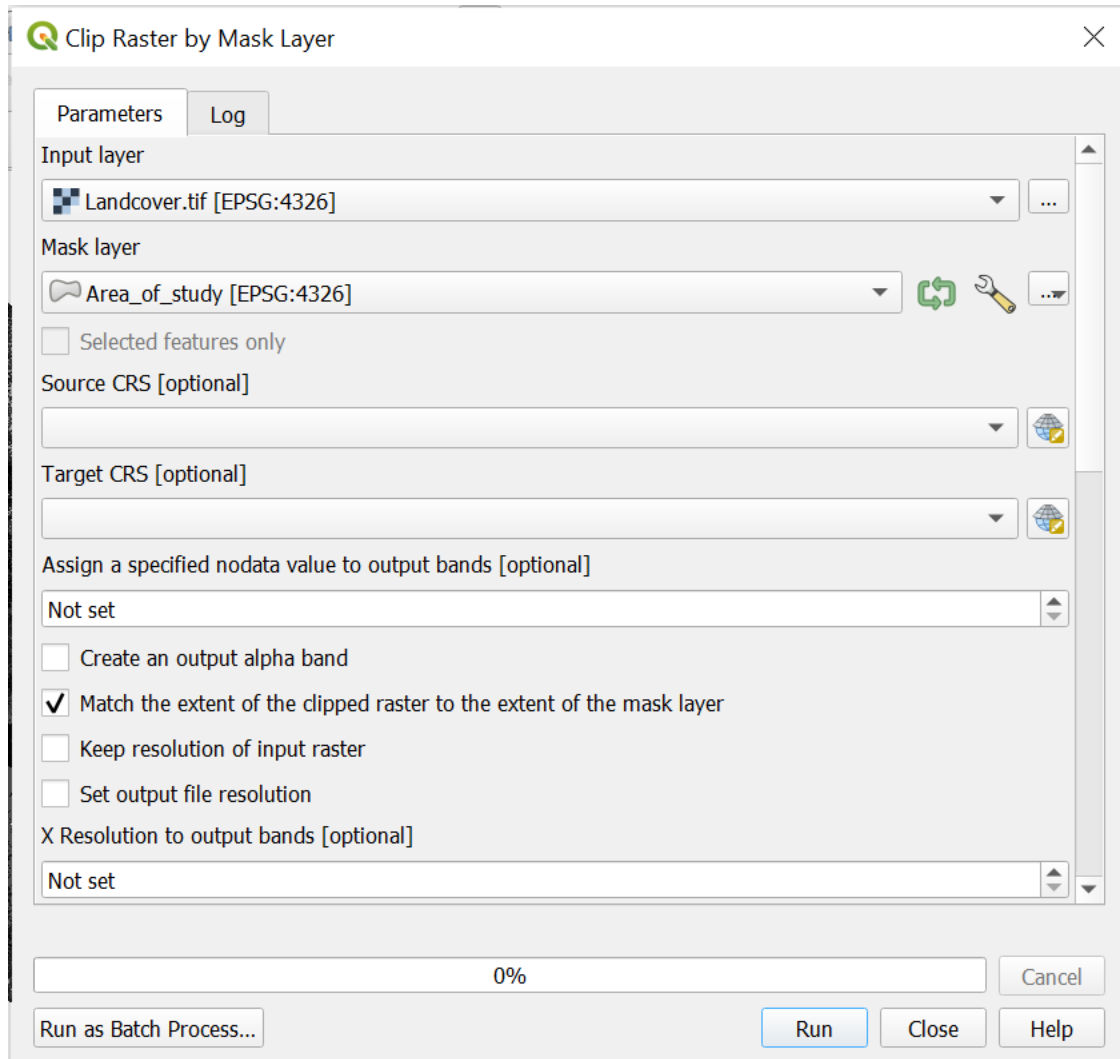 Clip Raster by Mask Layer
Parameters
Log
Input layer
Landcover.tif [EPSG:4326]
...
Mask layer
Area_of_study [EPSG:4326]
...
Selected features only
Source CRS [optional]
Target CRS [optional]
Assign a specified nodata value to output bands [optional]
Not set
Create an output alpha band
Match the extent of the clipped raster to the extent of the mask layer
Keep resolution of input raster
Set output file resolution
X Resolution to output bands [optional]
Not set
0%
Cancel
Run as Batch Process...
Run
Close
Help